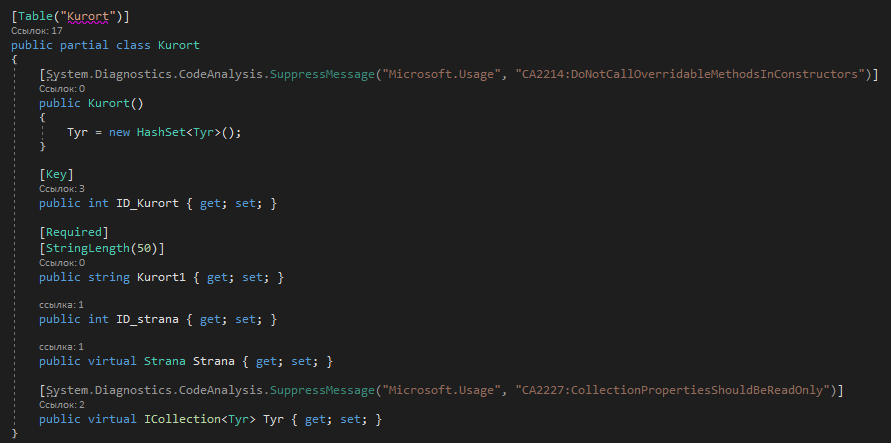 [Table("Kurort")]
Ссылок: 17
public partial class Kurort
{
[System.Diagnostics.CodeAnalysis.SuppressMessage("Microsoft.Usage", "CA2214:DoNotCallOverridableMethodsInConstructors")]
Ссылок: 0
public Kurort()
{
Tyr = new HashSet<Tyr>();
}
[Key]
Ссылок: 3
public int ID_Kurort { get; set; }
[Required]
[StringLength(50)]
Ссылок: 0
public string Kurort1 { get; set; }
ссылка: 1
public int ID_strana { get; set; }
ссылка: 1
public virtual Strana Strana { get; set; }
[System.Diagnostics.CodeAnalysis.SuppressMessage("Microsoft.Usage", "CA2227:CollectionPropertiesShouldBeReadOnly")]
Ссылок: 2
public virtual ICollection<Tyr> Tyr { get; set; }
}